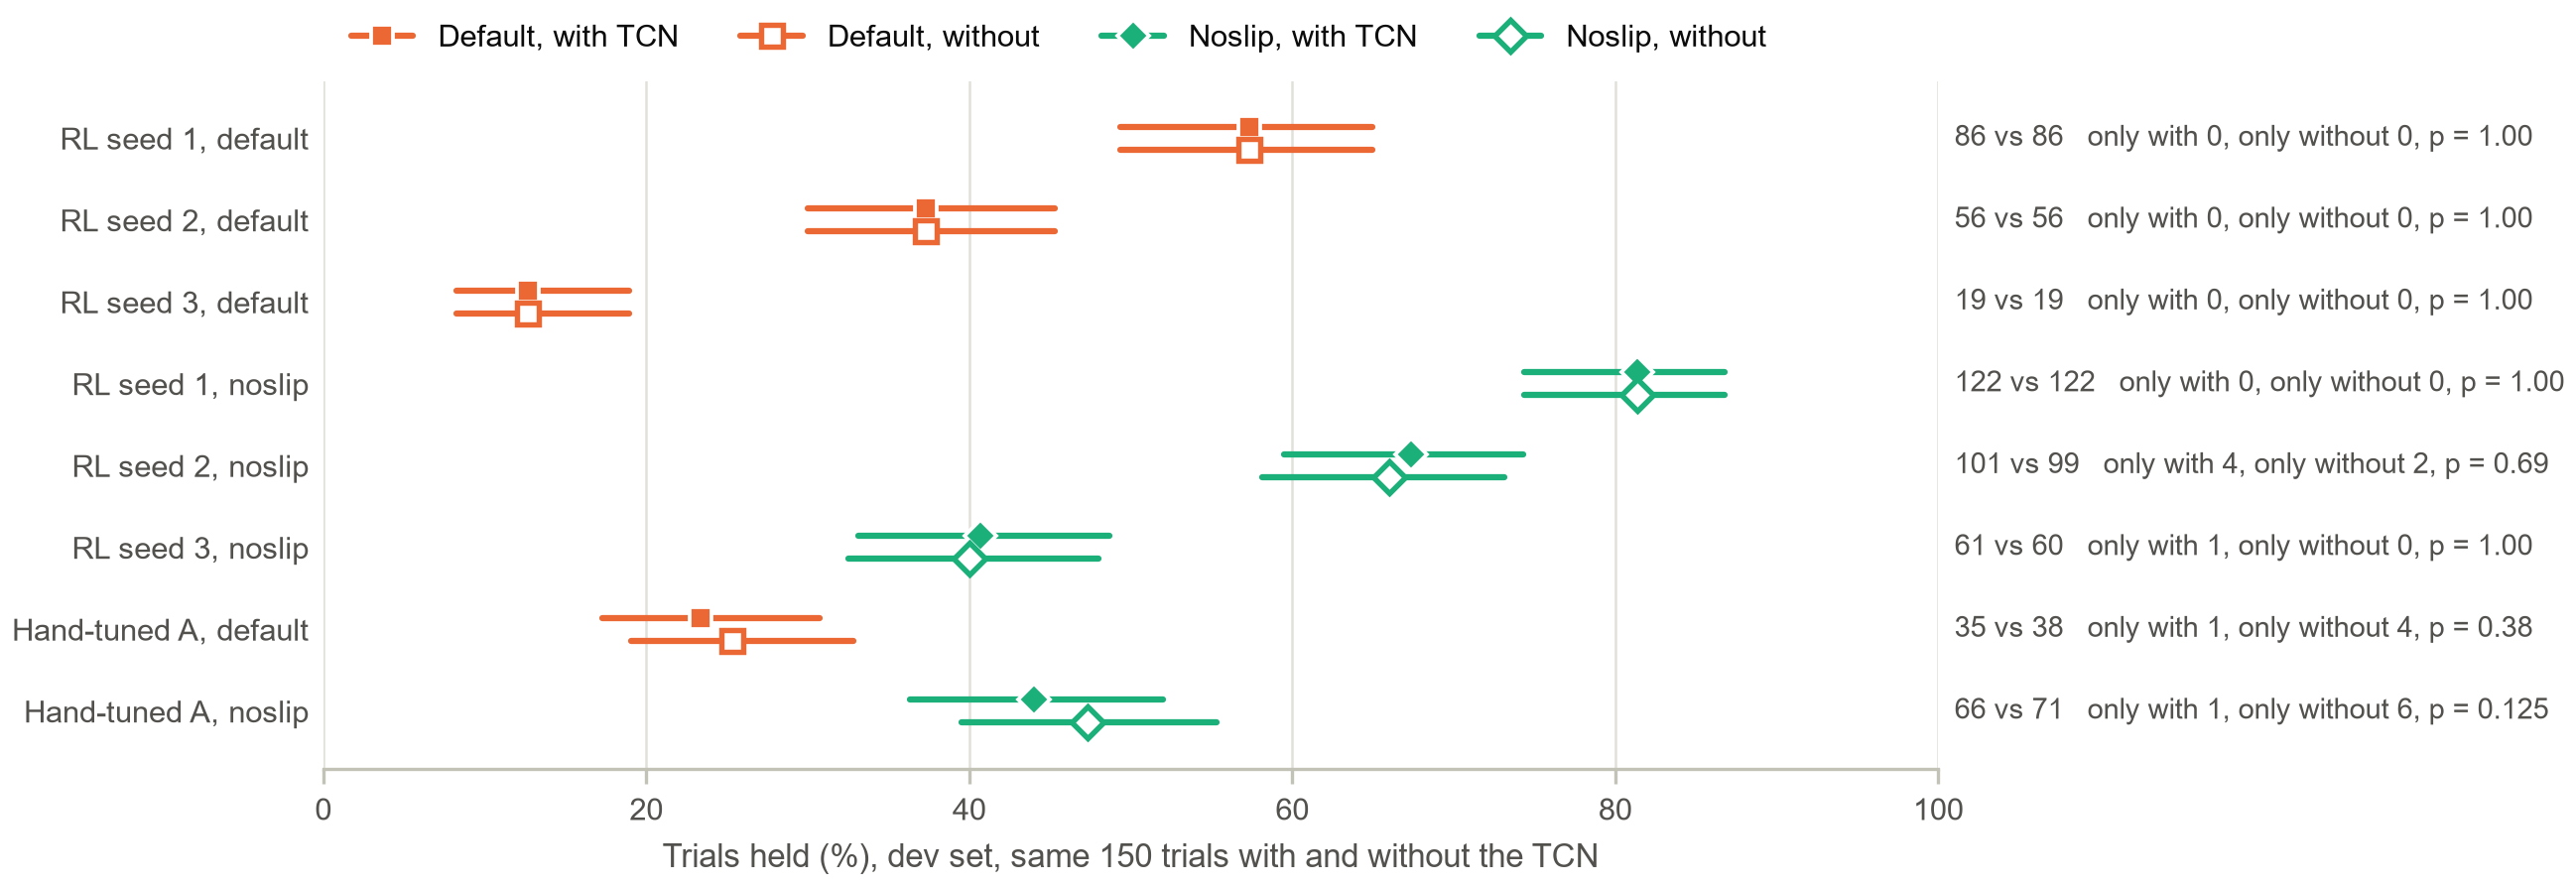 Default, with TCN Default, without Noslip, with TCN Noslip, without
RL seed 1, default 86 vs 86 only with 0, only without 0, p = 1.00
RL seed 2, default 56 vs 56 only with 0, only without 0, p = 1.00
RL seed 3, default 19 vs 19 only with 0, only without 0, p = 1.00
RL seed 1, noslip 122 vs 122 only with 0, only without 0, p = 1.00
RL seed 2, noslip 101 vs 99 only with 4, only without 2, p = 0.69
RL seed 3, noslip 61 vs 60 only with 1, only without 0, p = 1.00
Hand-tuned A, default 35 vs 38 only with 1, only without 4, p = 0.38
Hand-tuned A, noslip 66 vs 71 only with 1, only without 6, p = 0.125
0 20 40 60 80 100
Trials held (%), dev set, same 150 trials with and without the TCN